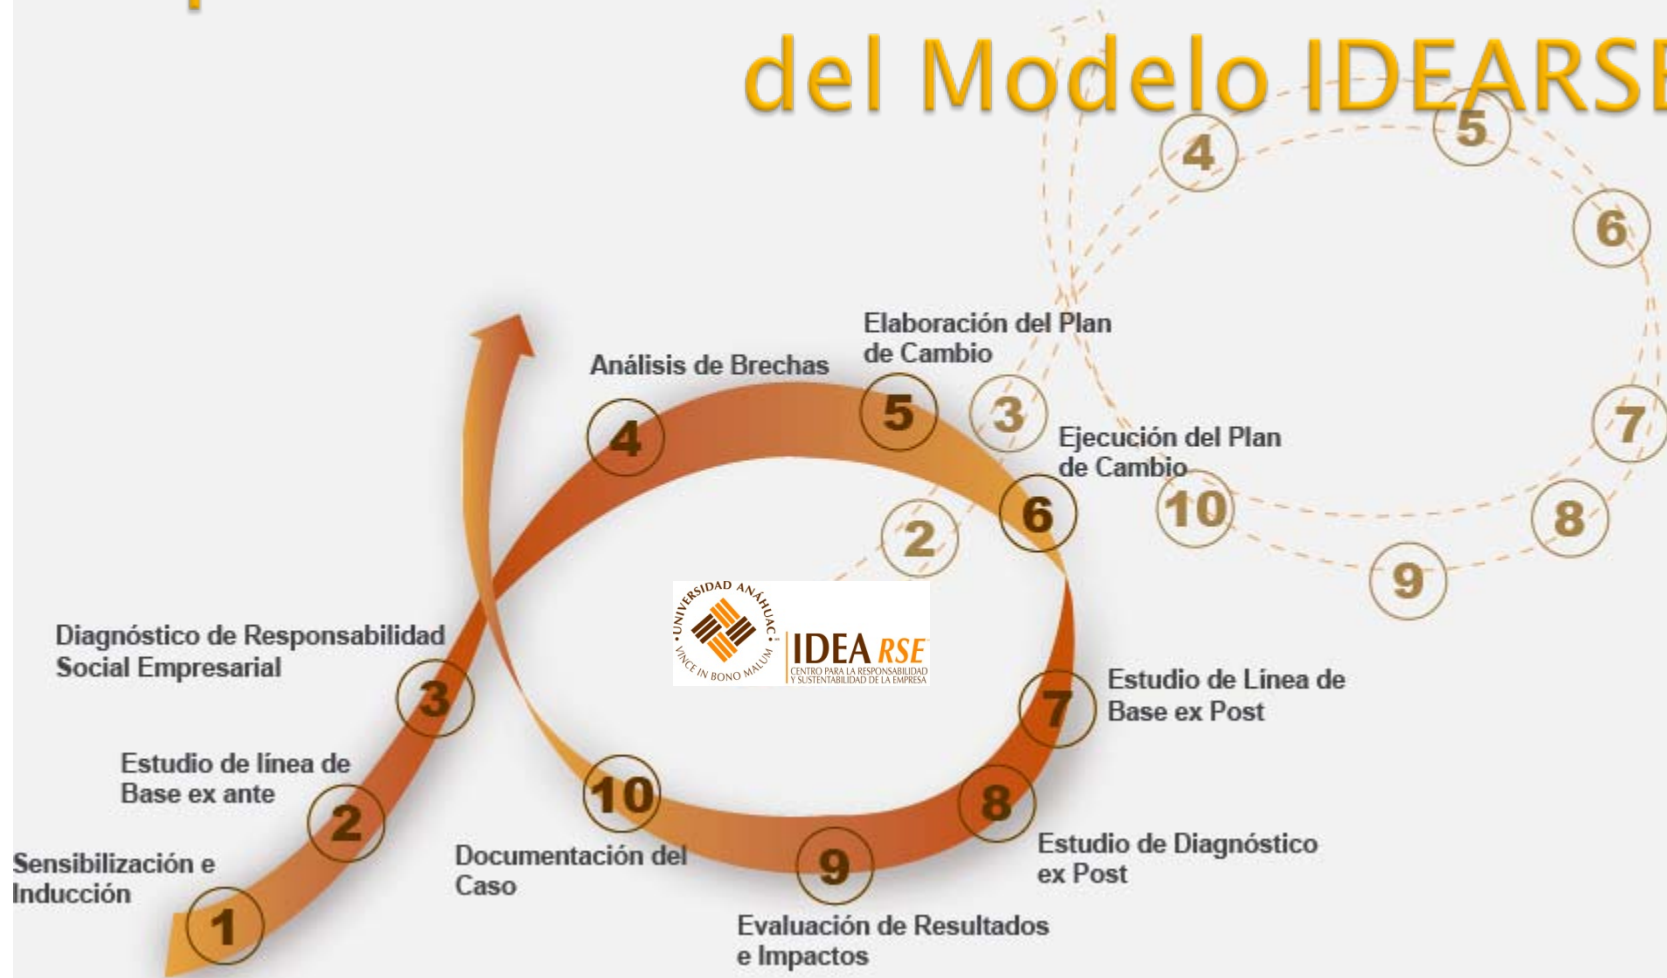 del Modelo IDEARSE
4
5
6
7
8
9
10
3
2
Elaboración del Plan
de Cambio
Análisis de Brechas
5
4
Ejecución del Plan
de Cambio
6
UNIVERSIDAD ANÁHUAC
VINCE IN BONO MALUM
IDEA RSE
CENTRO PARA LA RESPONSABILIDAD
Y SUSTENTABILIDAD DE LA EMPRESA
Diagnóstico de Responsabilidad
Social Empresarial
3
Estudio de Línea de
Base ex Post
7
Estudio de línea de
Base ex ante
2
10
8
Documentación del
Caso
Estudio de Diagnóstico
ex Post
9
Sensibilización e
Inducción
1
Evaluación de Resultados
e Impactos